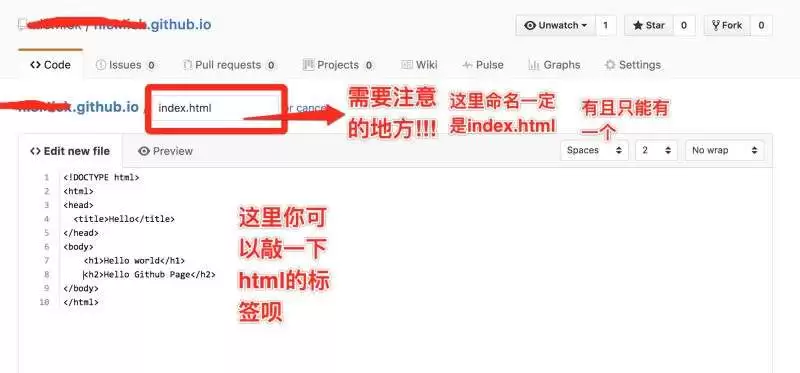 .github.io
Unwatch 1 Star 0 Fork 0
Code Issues 0 Pull requests 0 Projects 0 Wiki Pulse Graphs Settings
.github.io / index.html or cancel
需要注意
的地方!!!
这里命名一定
是index.html
有且只能有
一个
Edit new file Preview Spaces 2 No wrap
1 <!DOCTYPE html>
2 <html>
3 <head>
4 <title>Hello</title>
5 </head>
6 <body>
7 <h1>Hello world</h1>
8 <h2>Hello Github Page</h2>
9 </body>
10 </html>
这里你可
以敲一下
html的标
签呗